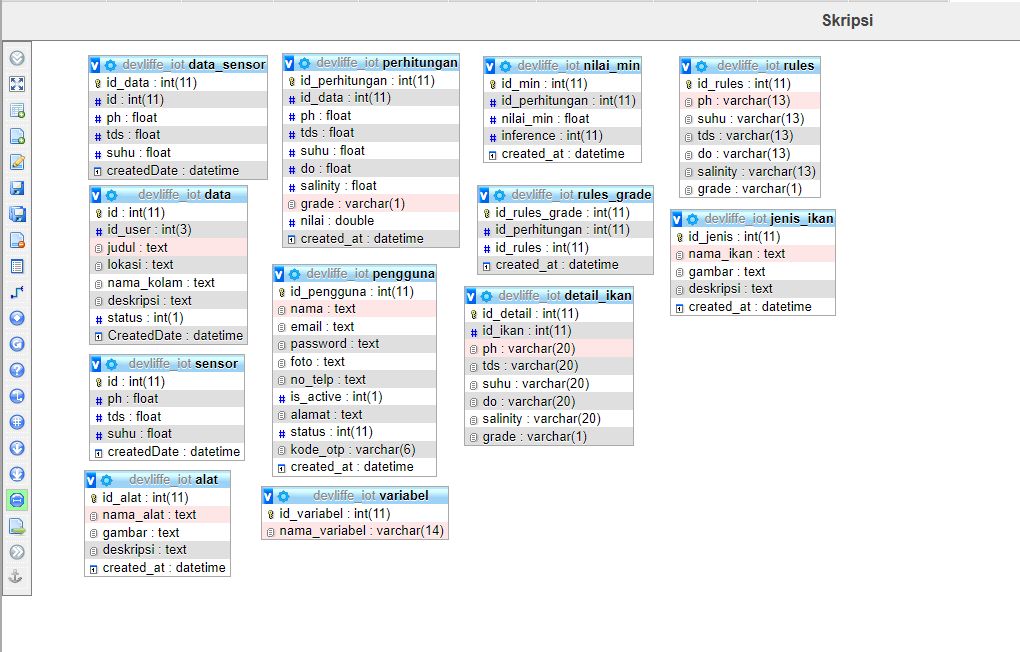 Skripsi
devliffe_iot data_sensor
id_data : int(11)
id : int(11)
ph : float
tds : float
suhu : float
createdDate : datetime
devliffe_iot data
id : int(11)
id_user : int(3)
judul : text
lokasi : text
nama_kolam : text
deskripsi : text
status : int(1)
CreatedDate : datetime
devliffe_iot sensor
id : int(11)
ph : float
tds : float
suhu : float
createdDate : datetime
devliffe_iot alat
id_alat : int(11)
nama_alat : text
gambar : text
deskripsi : text
created_at : datetime
devliffe_iot perhitungan
id_perhitungan : int(11)
id_data : int(11)
ph : float
tds : float
suhu : float
do : float
salinity : float
grade : varchar(1)
nilai : double
created_at : datetime
devliffe_iot pengguna
id_pengguna : int(11)
nama : text
email : text
password : text
foto : text
no_telp : text
is_active : int(1)
alamat : text
status : int(11)
kode_otp : varchar(6)
created_at : datetime
devliffe_iot variabel
id_variabel : int(11)
nama_variabel : varchar(14)
devliffe_iot nilai_min
id_min : int(11)
id_perhitungan : int(11)
nilai_min : float
inference : int(11)
created_at : datetime
devliffe_iot rules_grade
id_rules_grade : int(11)
id_perhitungan : int(11)
id_rules : int(11)
created_at : datetime
devliffe_iot detail_ikan
id_detail : int(11)
id_ikan : int(11)
ph : varchar(20)
tds : varchar(20)
suhu : varchar(20)
do : varchar(20)
salinity : varchar(20)
grade : varchar(1)
devliffe_iot rules
id_rules : int(11)
ph : varchar(13)
suhu : varchar(13)
tds : varchar(13)
do : varchar(13)
salinity : varchar(13)
grade : varchar(1)
devliffe_iot jenis_ikan
id_jenis : int(11)
nama_ikan : text
gambar : text
deskripsi : text
created_at : datetime